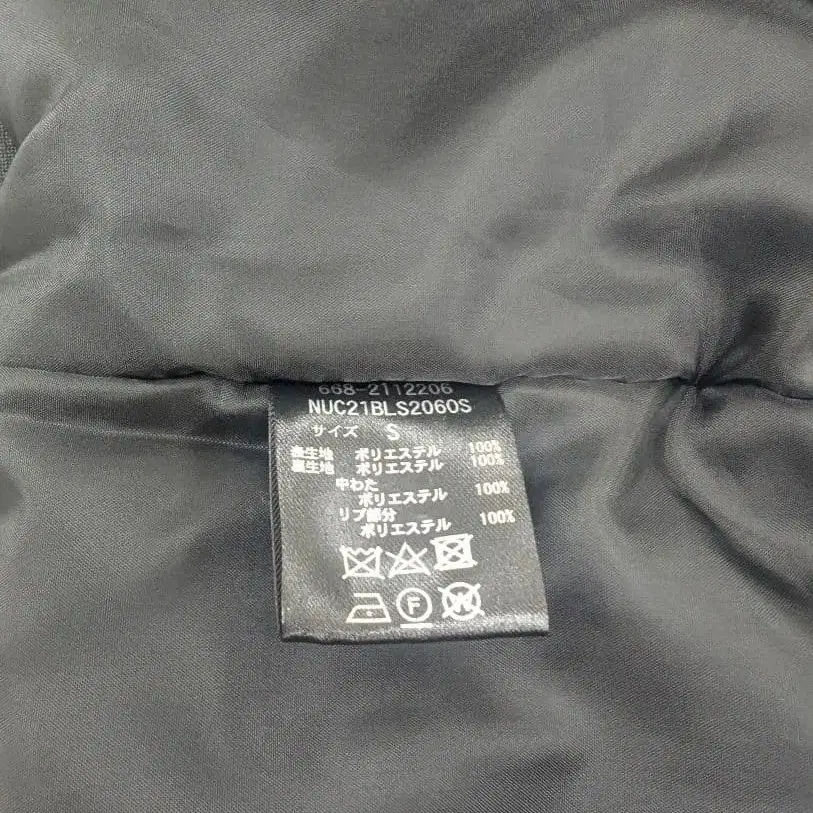 668-2112206
NUC21BLS2060S
サイズ S
表生地 ポリエステル 100%
裏生地 ポリエステル 100%
中わた
ポリエステル 100%
リブ部分
ポリエステル 100%
F
W